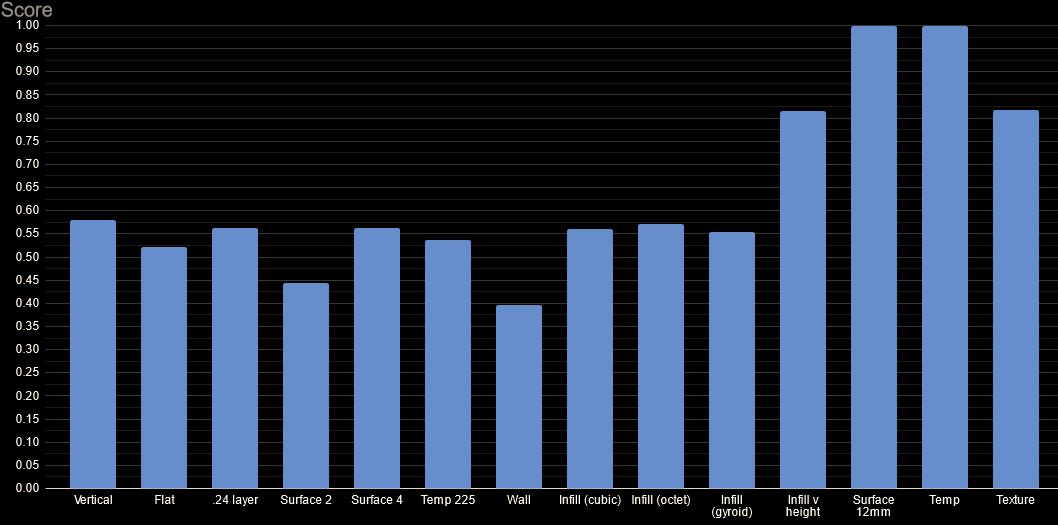 Score
1.00
0.95
0.90
0.85
0.80
0.75
0.70
0.65
0.60
0.55
0.50
0.45
0.40
0.35
0.30
0.25
0.20
0.15
0.10
0.05
0.00
Vertical
Flat
.24 layer
Surface 2
Surface 4
Temp 225
Wall
Infill (cubic)
Infill (octet)
Infill
(gyroid)
Infill v
height
Surface
12mm
Temp
Texture